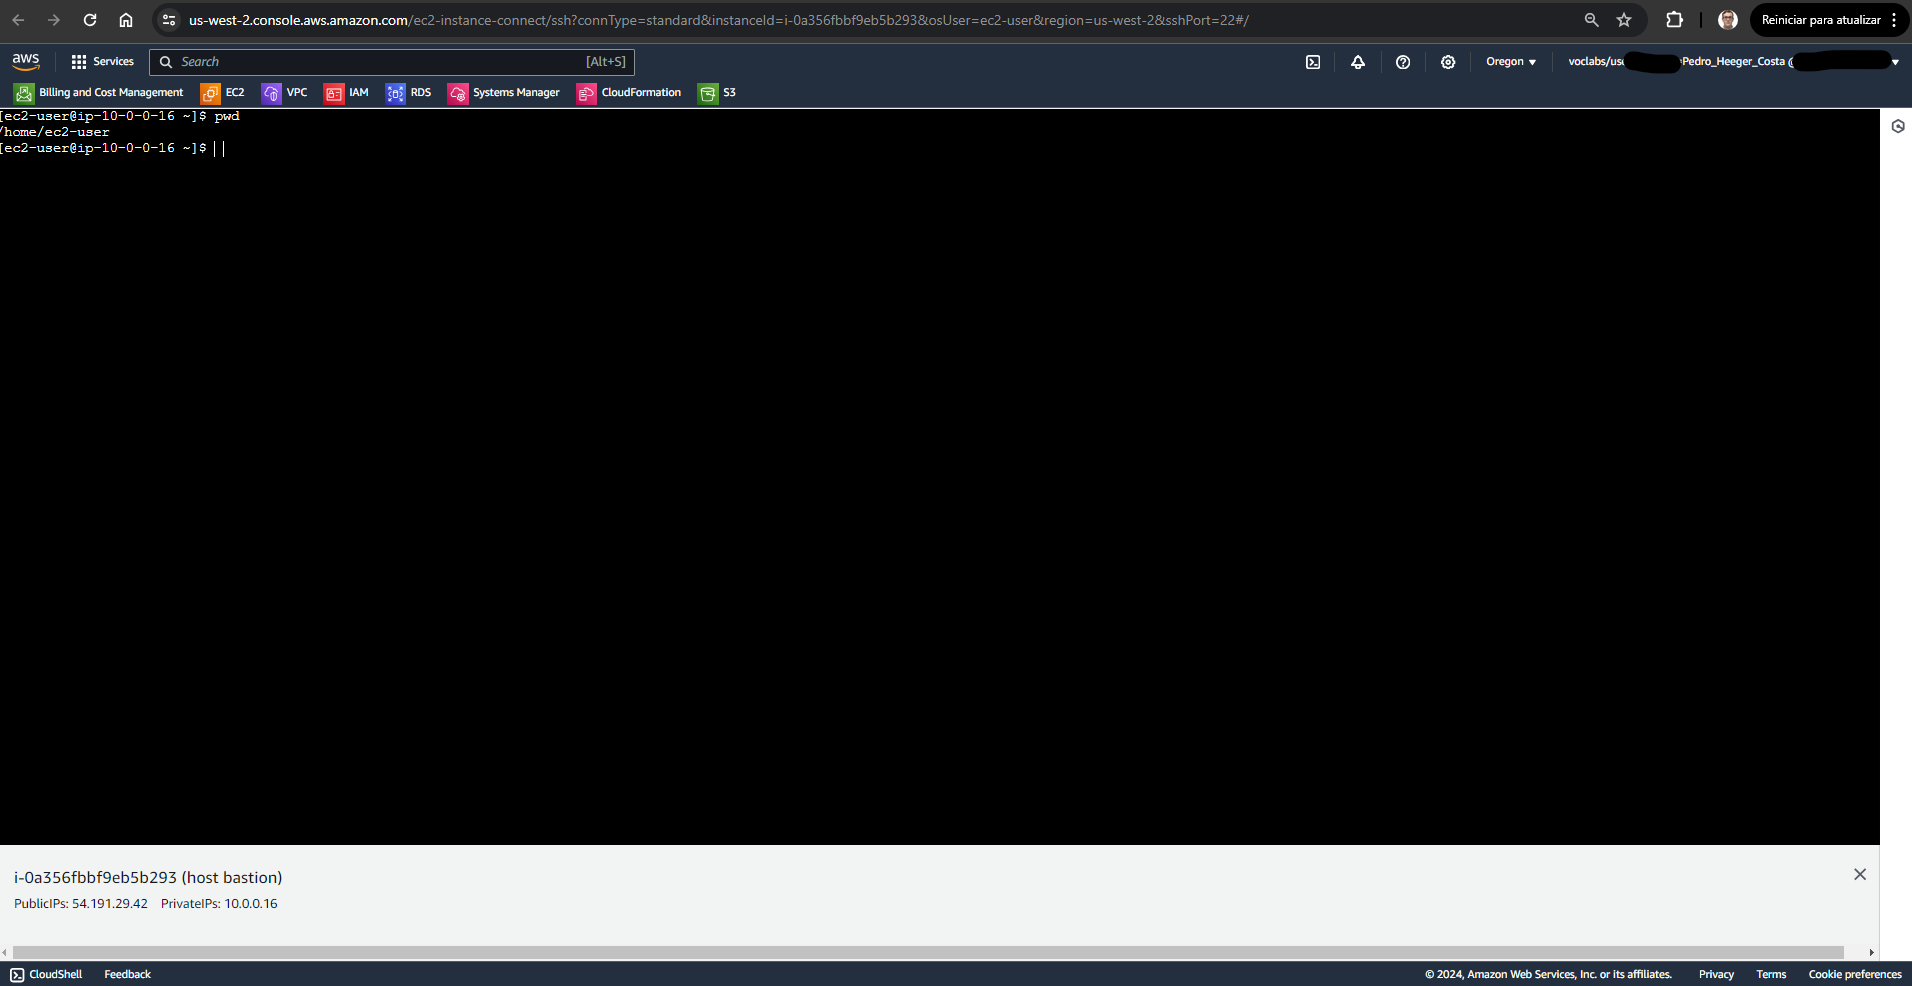 us-west-2.console.aws.amazon.com/ec2-instance-connect/ssh?connType=standard&instanceId=i-0a356fbbf9eb5b293&osUser=ec2-user&region=us-west-2&sshPort=22#/
Reiniciar para atualizar
aws
Services
Search
[Alt+S]
Oregon
voclabs/use
Pedro_Heeger_Costa @
Billing and Cost Management
EC2
VPC
IAM
RDS
Systems Manager
CloudFormation
S3
[ec2-user@ip-10-0-0-16 ~]$ pwd
/home/ec2-user
[ec2-user@ip-10-0-0-16 ~]$
i-0a356fbbf9eb5b293 (host bastion)
PublicIPs: 54.191.29.42 PrivateIPs: 10.0.0.16
CloudShell
Feedback
© 2024, Amazon Web Services, Inc. or its affiliates.
Privacy
Terms
Cookie preferences